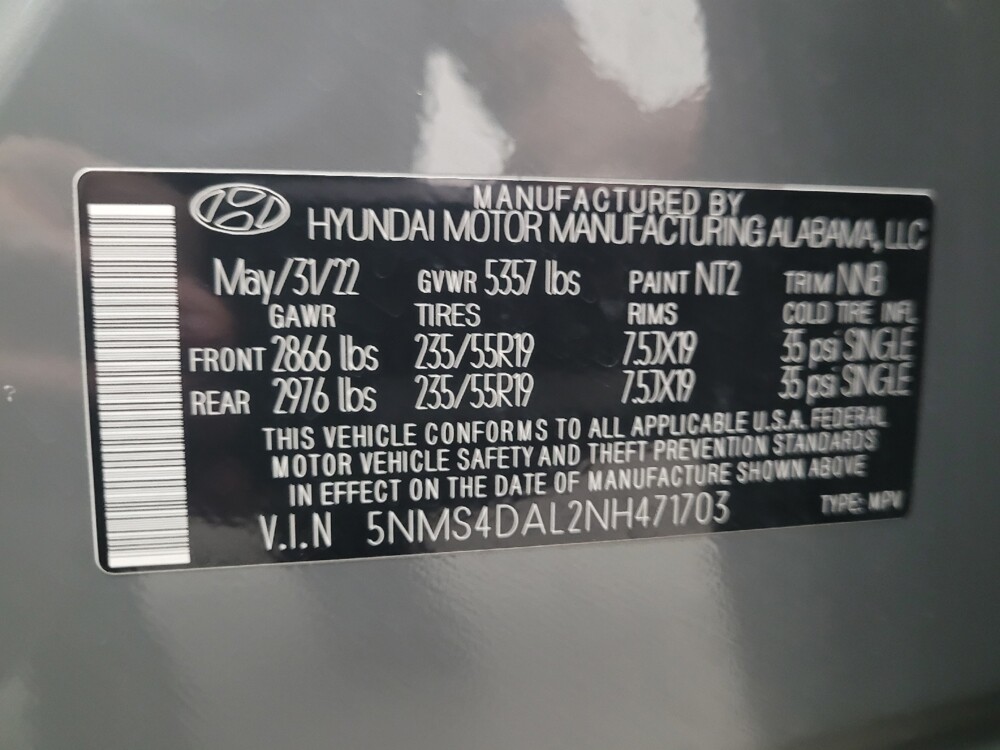 MANUFACTURED BY
HYUNDAI MOTOR MANUFACTURING ALABAMA, LLC
May/31/22 GVWR 5357 lbs PAINT NT2 TRIM NNB
GAWR TIRES RIMS COLD TIRE INFL
FRONT 2866 lbs 235/55R19 7.5JX19 35 psi SINGLE
REAR 2976 lbs 235/55R19 7.5JX19 35 psi SINGLE
THIS VEHICLE CONFORMS TO ALL APPLICABLE U.S.A. FEDERAL
MOTOR VEHICLE SAFETY AND THEFT PREVENTION STANDARDS
IN EFFECT ON THE DATE OF MANUFACTURE SHOWN ABOVE
V.I.N 5NMS4DAL2NH471703 TYPE: MPV